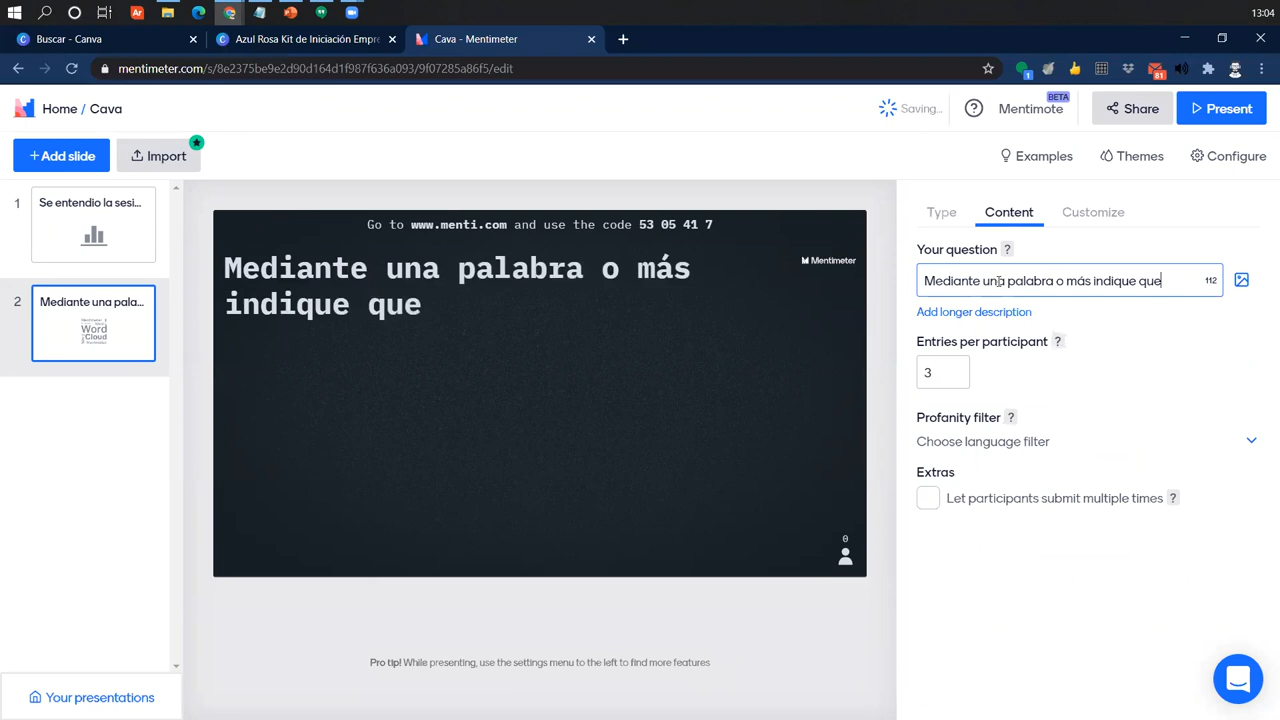 13:04
Buscar - Canva
Azul Rosa Kit de Iniciación Empre
Cava - Mentimeter
mentimeter.com/s/8e2375be9e2d90d164d1f987f636a093/9f07285a86f5/edit
81
1
Home / Cava
Saving...
Mentimote
BETA
Share
Present
+ Add slide
Import
Examples
Themes
Configure
1
Se entendio la sesi...
2
Mediante una pala...
Word
Cloud
Go to www.menti.com and use the code 53 05 41 7
Mentimeter
Mediante una palabra o más
indique que
0
Pro tip! While presenting, use the settings menu to the left to find more features
Type
Content
Customize
Your question ?
Mediante una palabra o más indique que
112
Add longer description
Entries per participant ?
3
Profanity filter ?
Choose language filter
Extras
Let participants submit multiple times ?
Your presentations